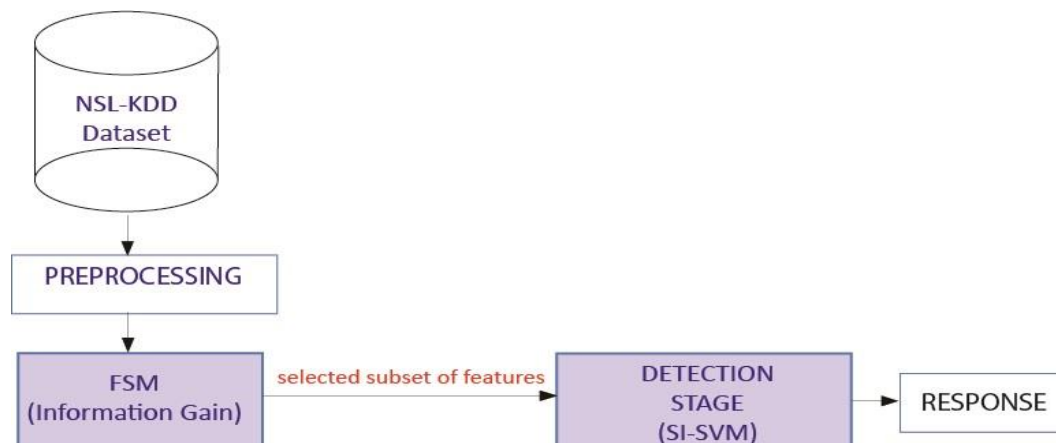 NSL-KDD
Dataset
PREPROCESSING
FSM
(Information Gain)
selected subset of features
DETECTION
STAGE
(SI-SVM)
RESPONSE